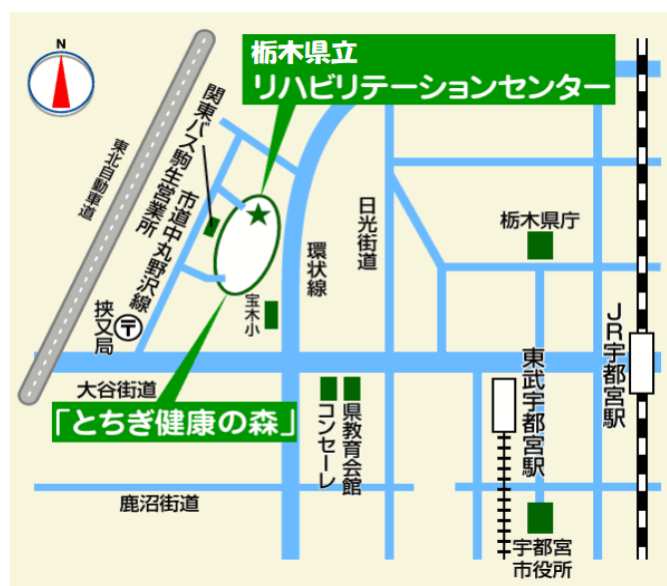 N
栃木県立
リハビリテーションセンター
関東バス駒生営業所
市道中丸野沢線
東北自動車道
日光街道
栃木県庁
環状線
宝木小
挟又局
〒
JR宇都宮駅
東武宇都宮駅
大谷街道
「とちぎ健康の森」
コンセーレ
県教育会館
鹿沼街道
宇都宮
市役所